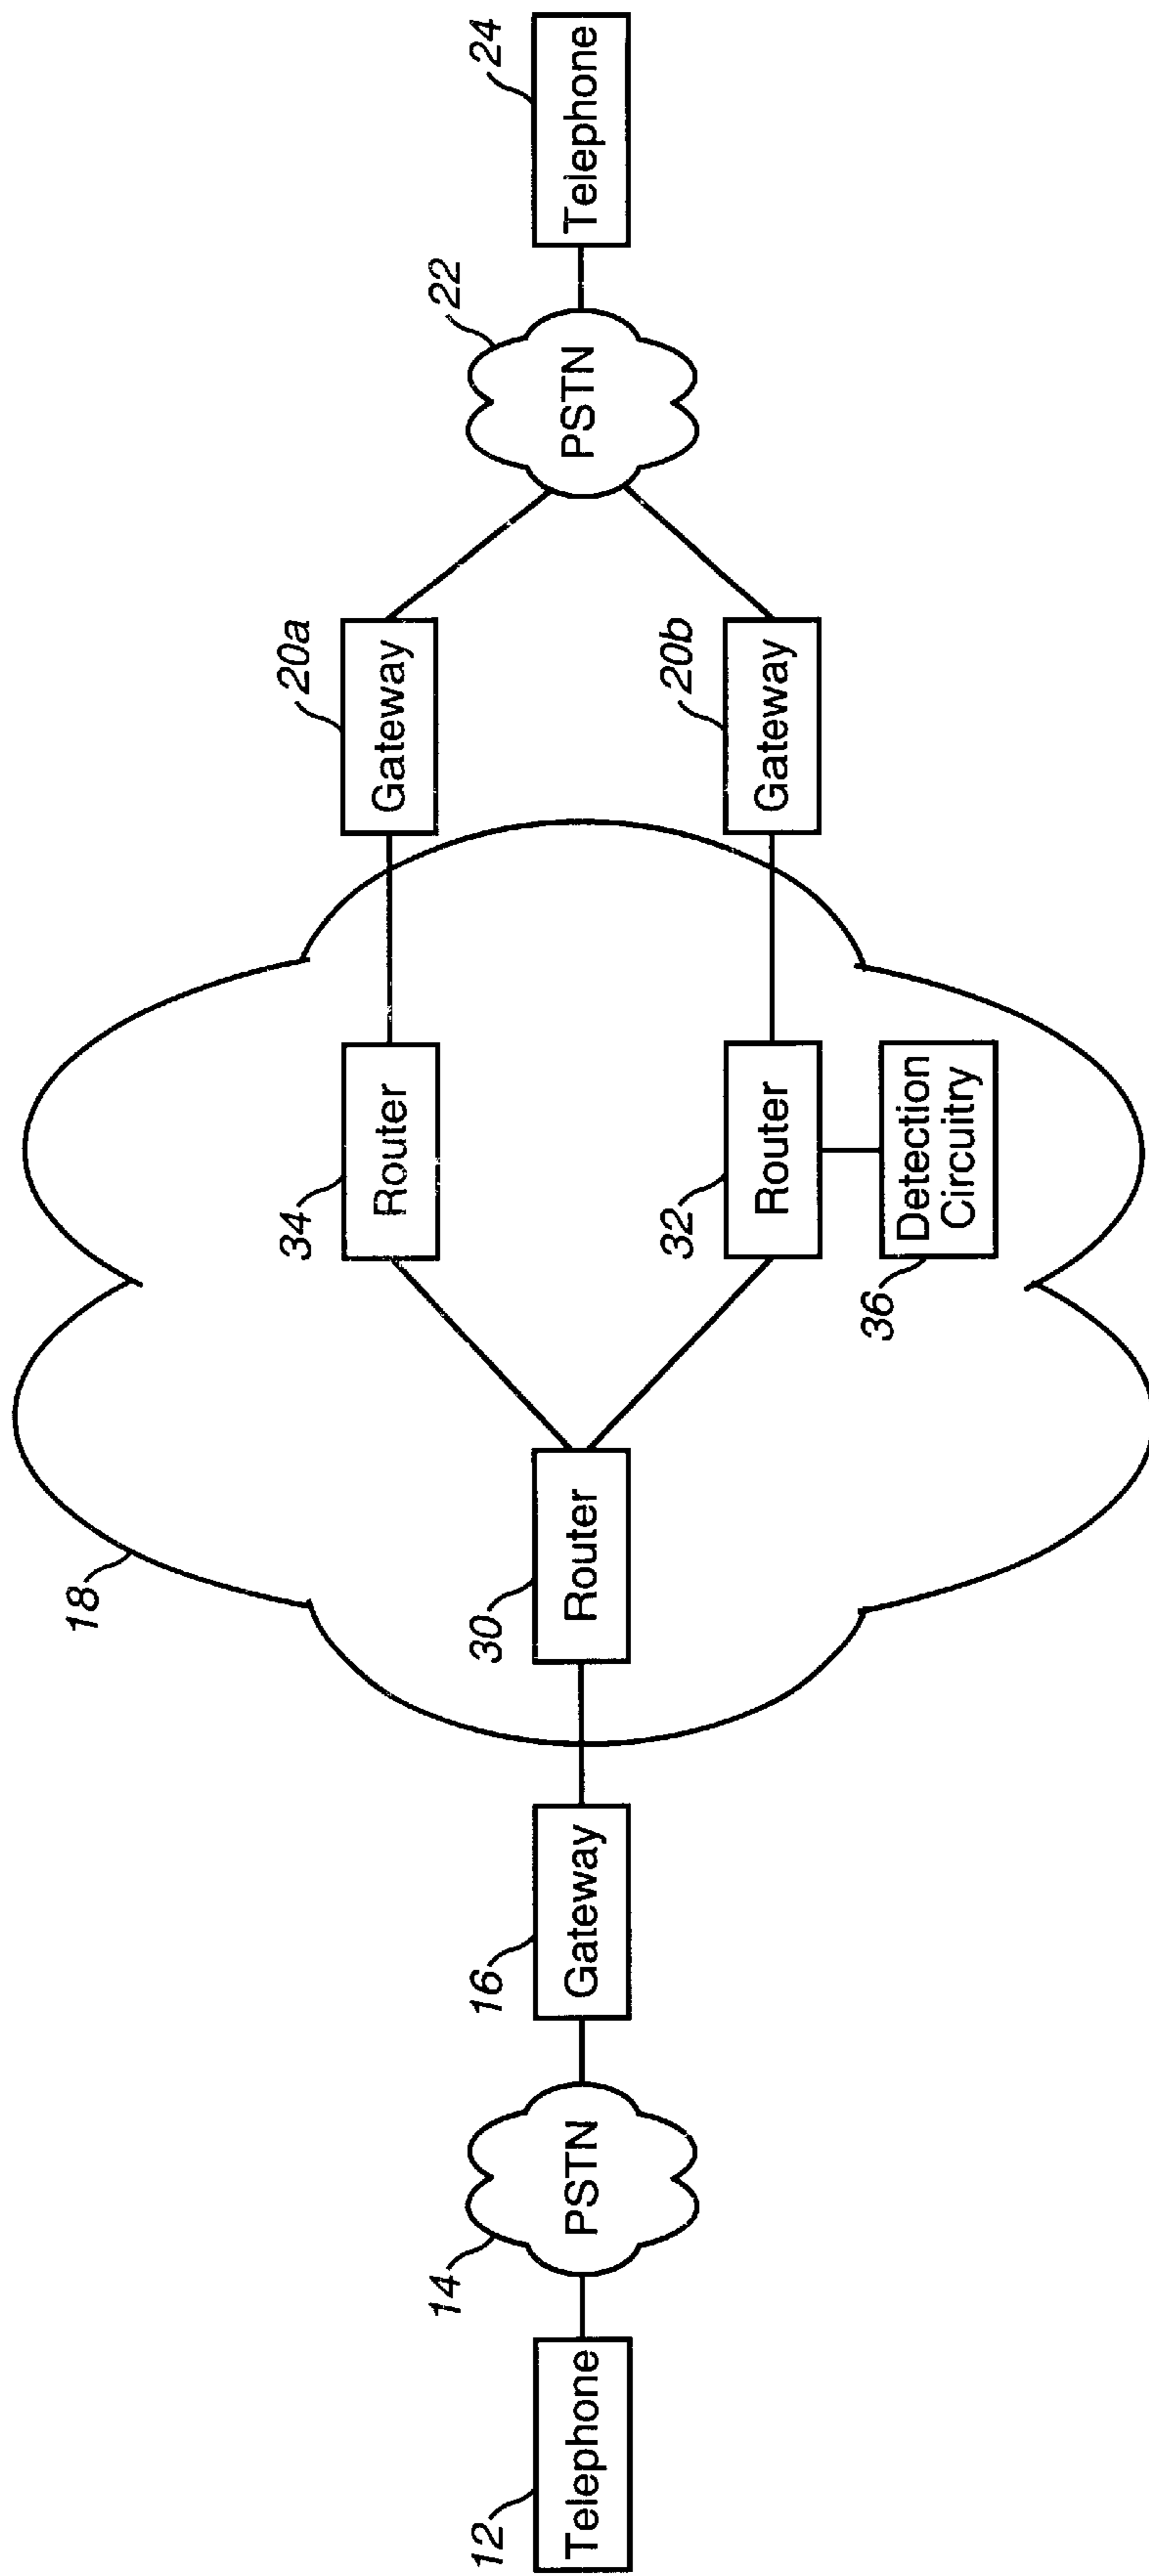 12
Telephone
14
PSTN
16
Gateway
18
30
Router
34
Router
32
Router
36
Detection
Circuitry
20a
Gateway
20b
Gateway
22
PSTN
24
Telephone